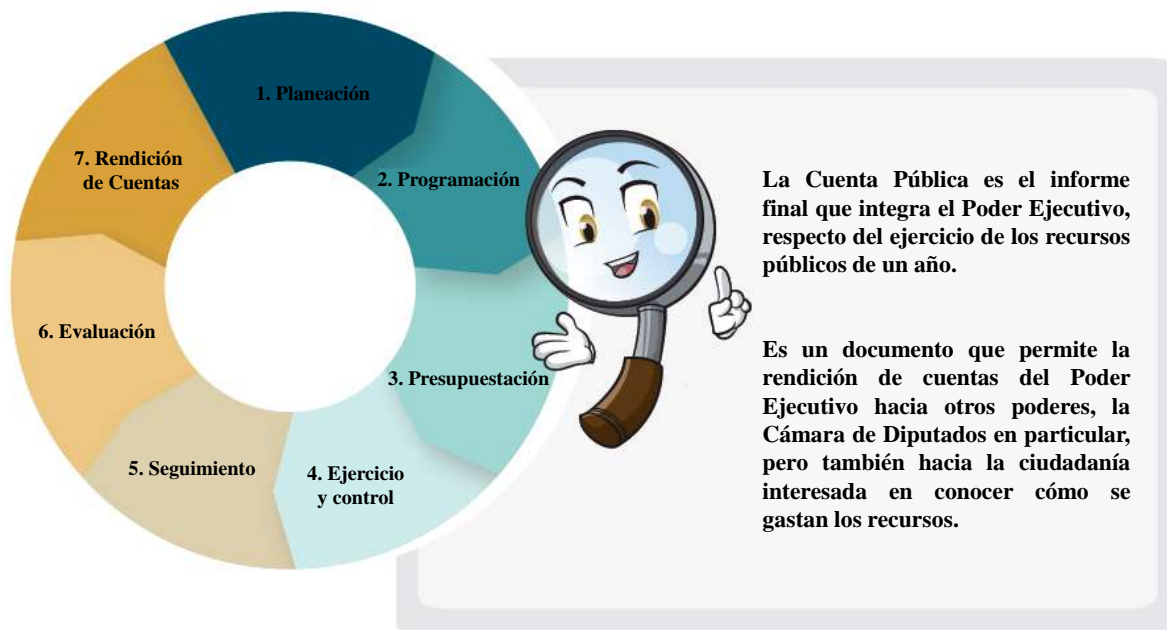 1. Planeación
2. Programación
3. Presupuestación
4. Ejercicio
y control
5. Seguimiento
6. Evaluación
7. Rendición
de Cuentas
La Cuenta Pública es el informe
final que integra el Poder Ejecutivo,
respecto del ejercicio de los recursos
públicos de un año.
Es un documento que permite la
rendición de cuentas del Poder
Ejecutivo hacia otros poderes, la
Cámara de Diputados en particular,
pero también hacia la ciudadanía
interesada en conocer cómo se
gastan los recursos.